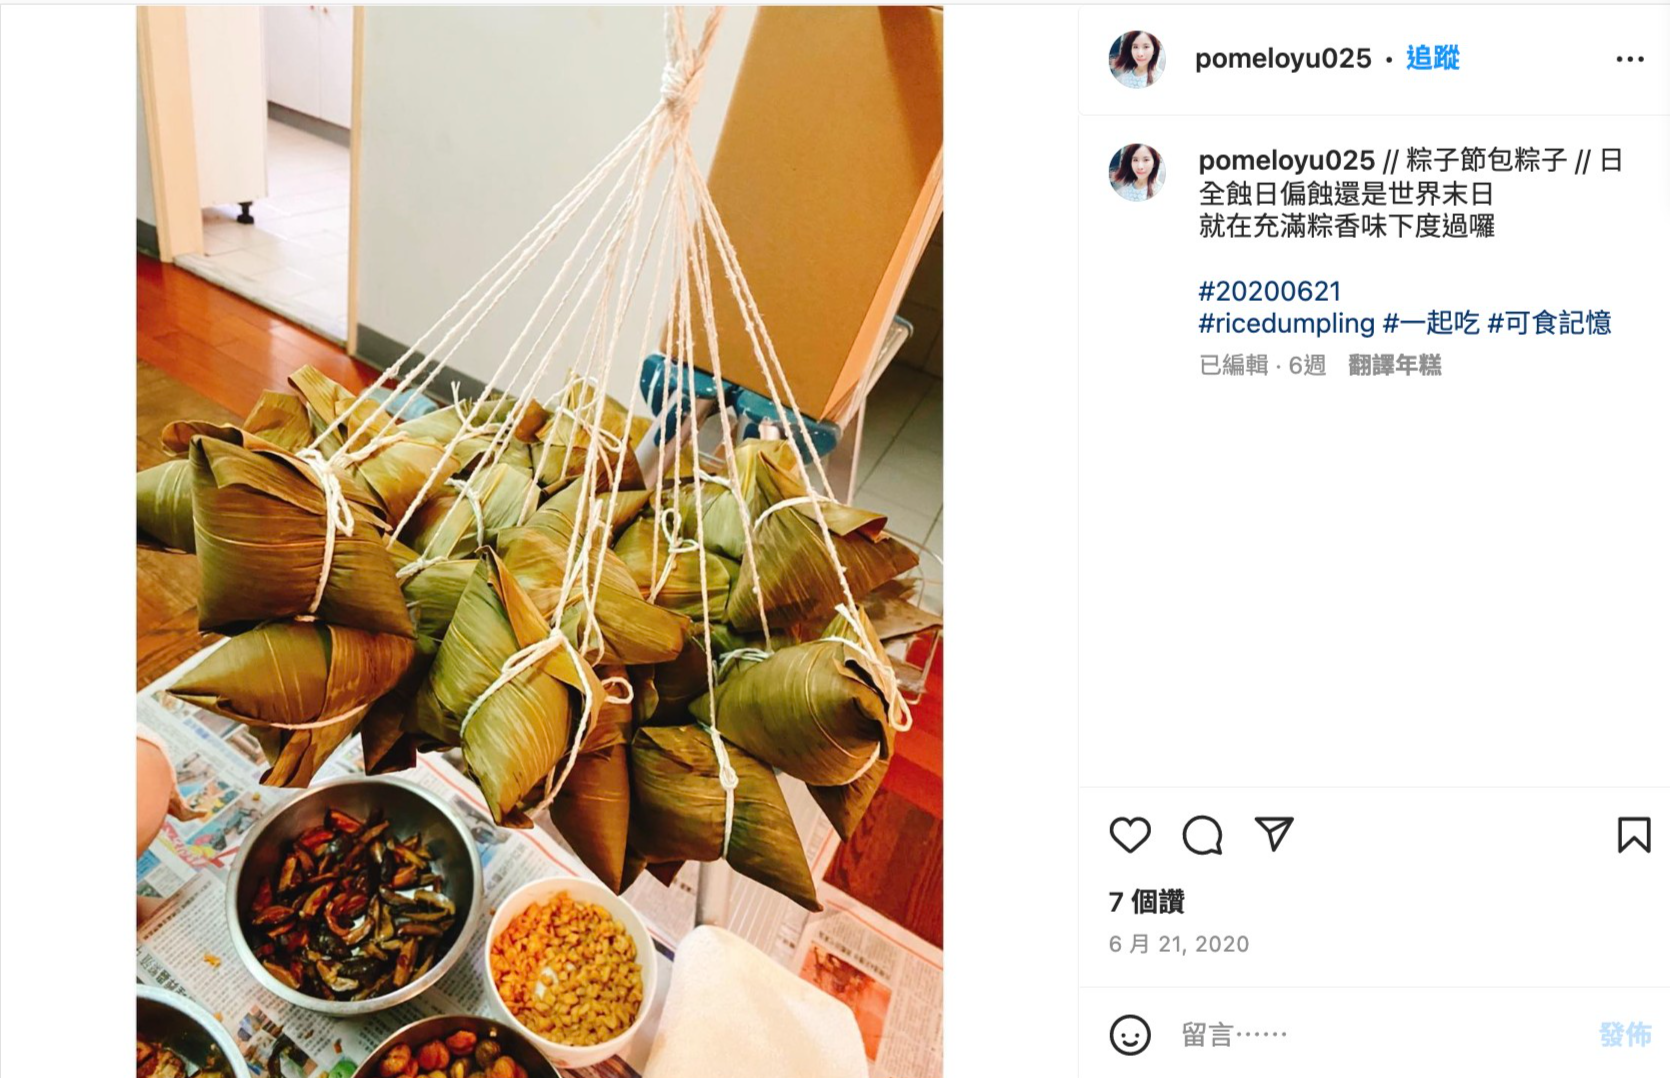 pomeloyu025 • 追蹤
pomeloyu025 // 粽子節包粽子 // 日
全蝕日偏蝕還是世界末日
就在充滿粽香味下度過囉
#20200621
#ricedumpling #一起吃 #可食記憶
已編輯 · 6週 翻譯年糕
7 個讚
6 月 21, 2020
留言⋯⋯
發佈